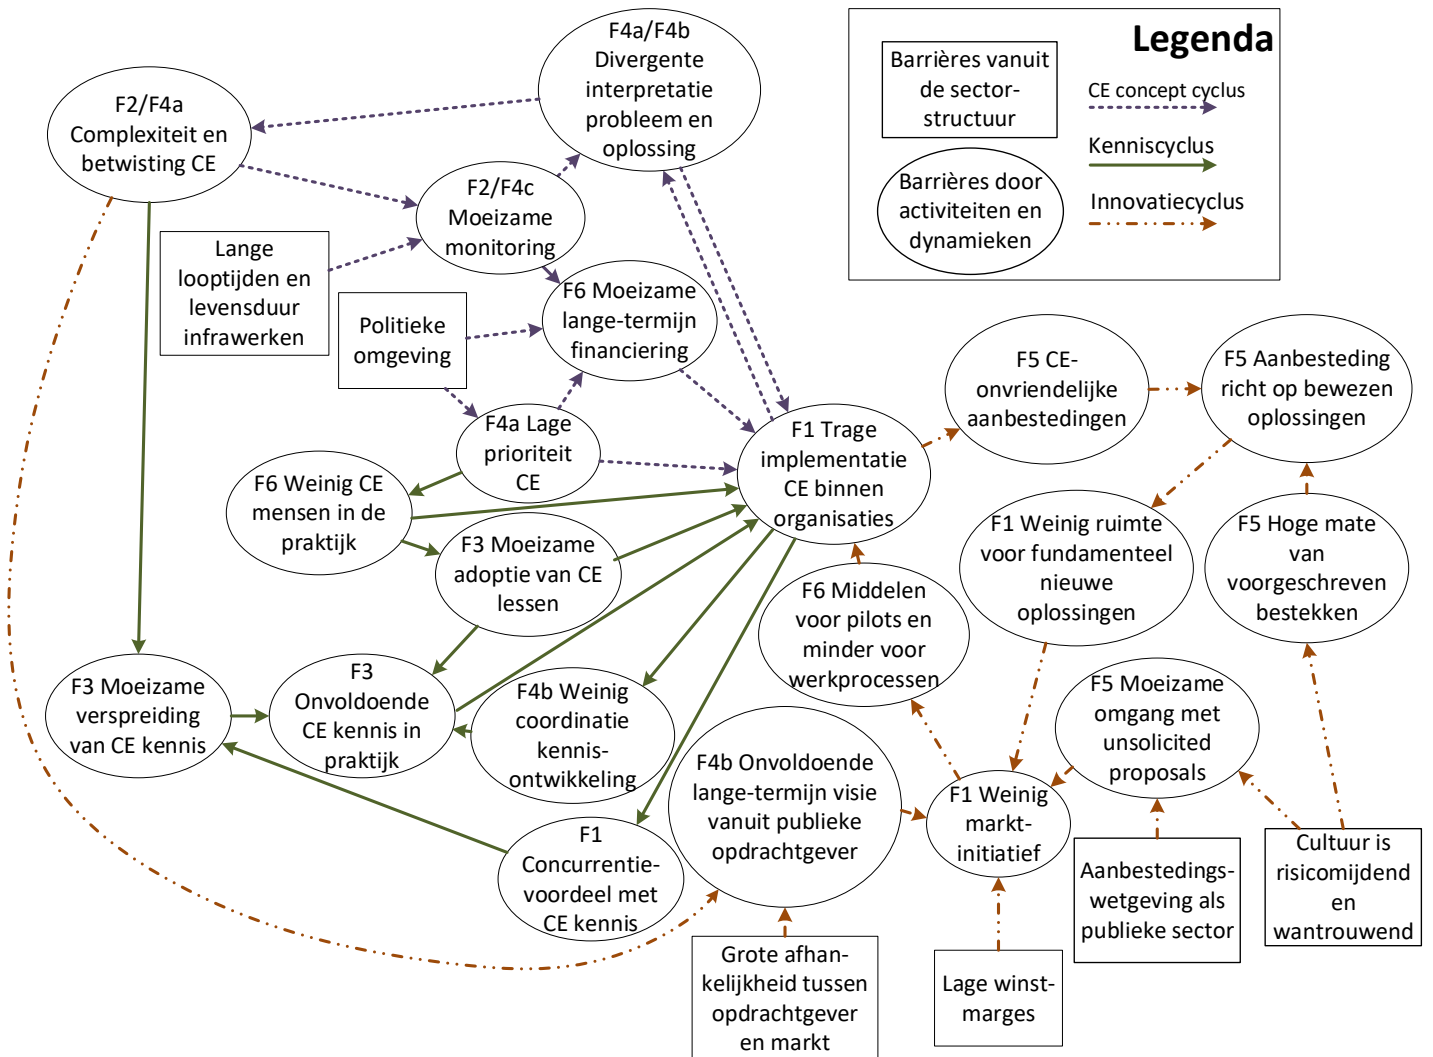 F2/F4a
Complexiteit en
betwisting CE
F4a/F4b
Divergente
interpretatie
probleem en
oplossing
Legenda
Barrières vanuit
de sector-
structuur
Barrières door
activiteiten en
dynamieken
CE concept cyclus
Kenniscyclus
Innovatiecyclus
F2/F4c
Moeizame
monitoring
Lange
looptijden en
levensduur
infrawerken
Politieke
omgeving
F6 Moeizame
lange-termijn
financiering
F4a Lage
prioriteit
CE
F1 Trage
implementatie
CE binnen
organisaties
F5 CE-
onvriendelijke
aanbestedingen
F5 Aanbesteding
richt op bewezen
oplossingen
F6 Weinig CE
mensen in de
praktijk
F3 Moeizame
adoptie van CE
lessen
F1 Weinig ruimte
voor fundamenteel
nieuwe
oplossingen
F5 Hoge mate
van
voorgeschreven
bestekken
F6 Middelen
voor pilots en
minder voor
werkprocessen
F3 Moeizame
verspreiding
van CE kennis
F3
Onvoldoende
CE kennis in
praktijk
F4b Weinig
coordinatie
kennis-
ontwikkeling
F5 Moeizame
omgang met
unsolicited
proposals
F4b Onvoldoende
lange-termijn visie
vanuit publieke
opdrachtgever
F1 Weinig
markt-
initiatief
F1
Concurrentie-
voordeel met
CE kennis
Aanbestedings-
wetgeving als
publieke sector
Cultuur is
risicomijdend
en
wantrouwend
Grote afhan-
kelijkheid tussen
opdrachtgever
en markt
Lage winst-
marges